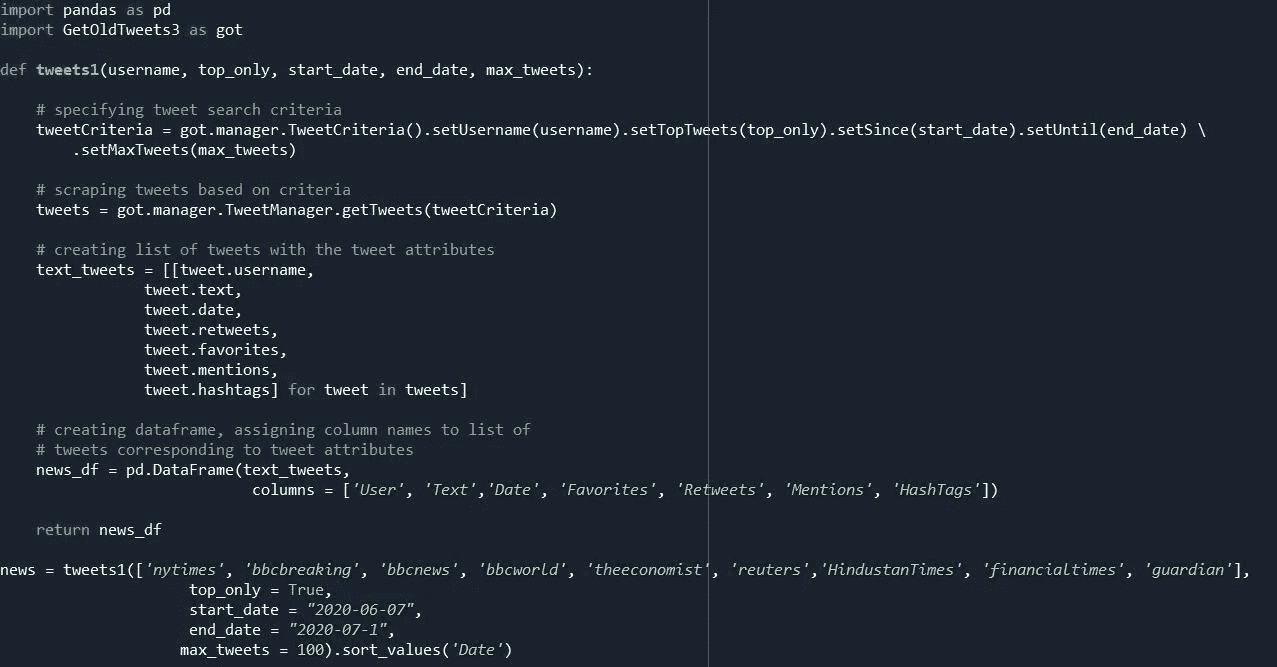 import pandas as pd
import GetOldTweets3 as got

def tweets1(username, top_only, start_date, end_date, max_tweets):

    # specifying tweet search criteria
    tweetCriteria = got.manager.TweetCriteria().setUsername(username).setTopTweets(top_only).setSince(start_date).setUntil(end_date) \
        .setMaxTweets(max_tweets)

    # scraping tweets based on criteria
    tweets = got.manager.TweetManager.getTweets(tweetCriteria)

    # creating list of tweets with the tweet attributes
    text_tweets = [[tweet.username,
                tweet.text,
                tweet.date,
                tweet.retweets,
                tweet.favorites,
                tweet.mentions,
                tweet.hashtags] for tweet in tweets]

    # creating dataframe, assigning column names to list of
    # tweets corresponding to tweet attributes
    news_df = pd.DataFrame(text_tweets,
                            columns = ['User', 'Text','Date', 'Favorites', 'Retweets', 'Mentions', 'HashTags'])

    return news_df

news = tweets1(['nytimes', 'bbcbreaking', 'bbcnews', 'bbcworld', 'theeconomist', 'reuters','HindustanTimes', 'financialtimes', 'guardian'],
                     top_only = True,
                     start_date = "2020-06-07",
                     end_date = "2020-07-1",
                    max_tweets = 100).sort_values('Date')